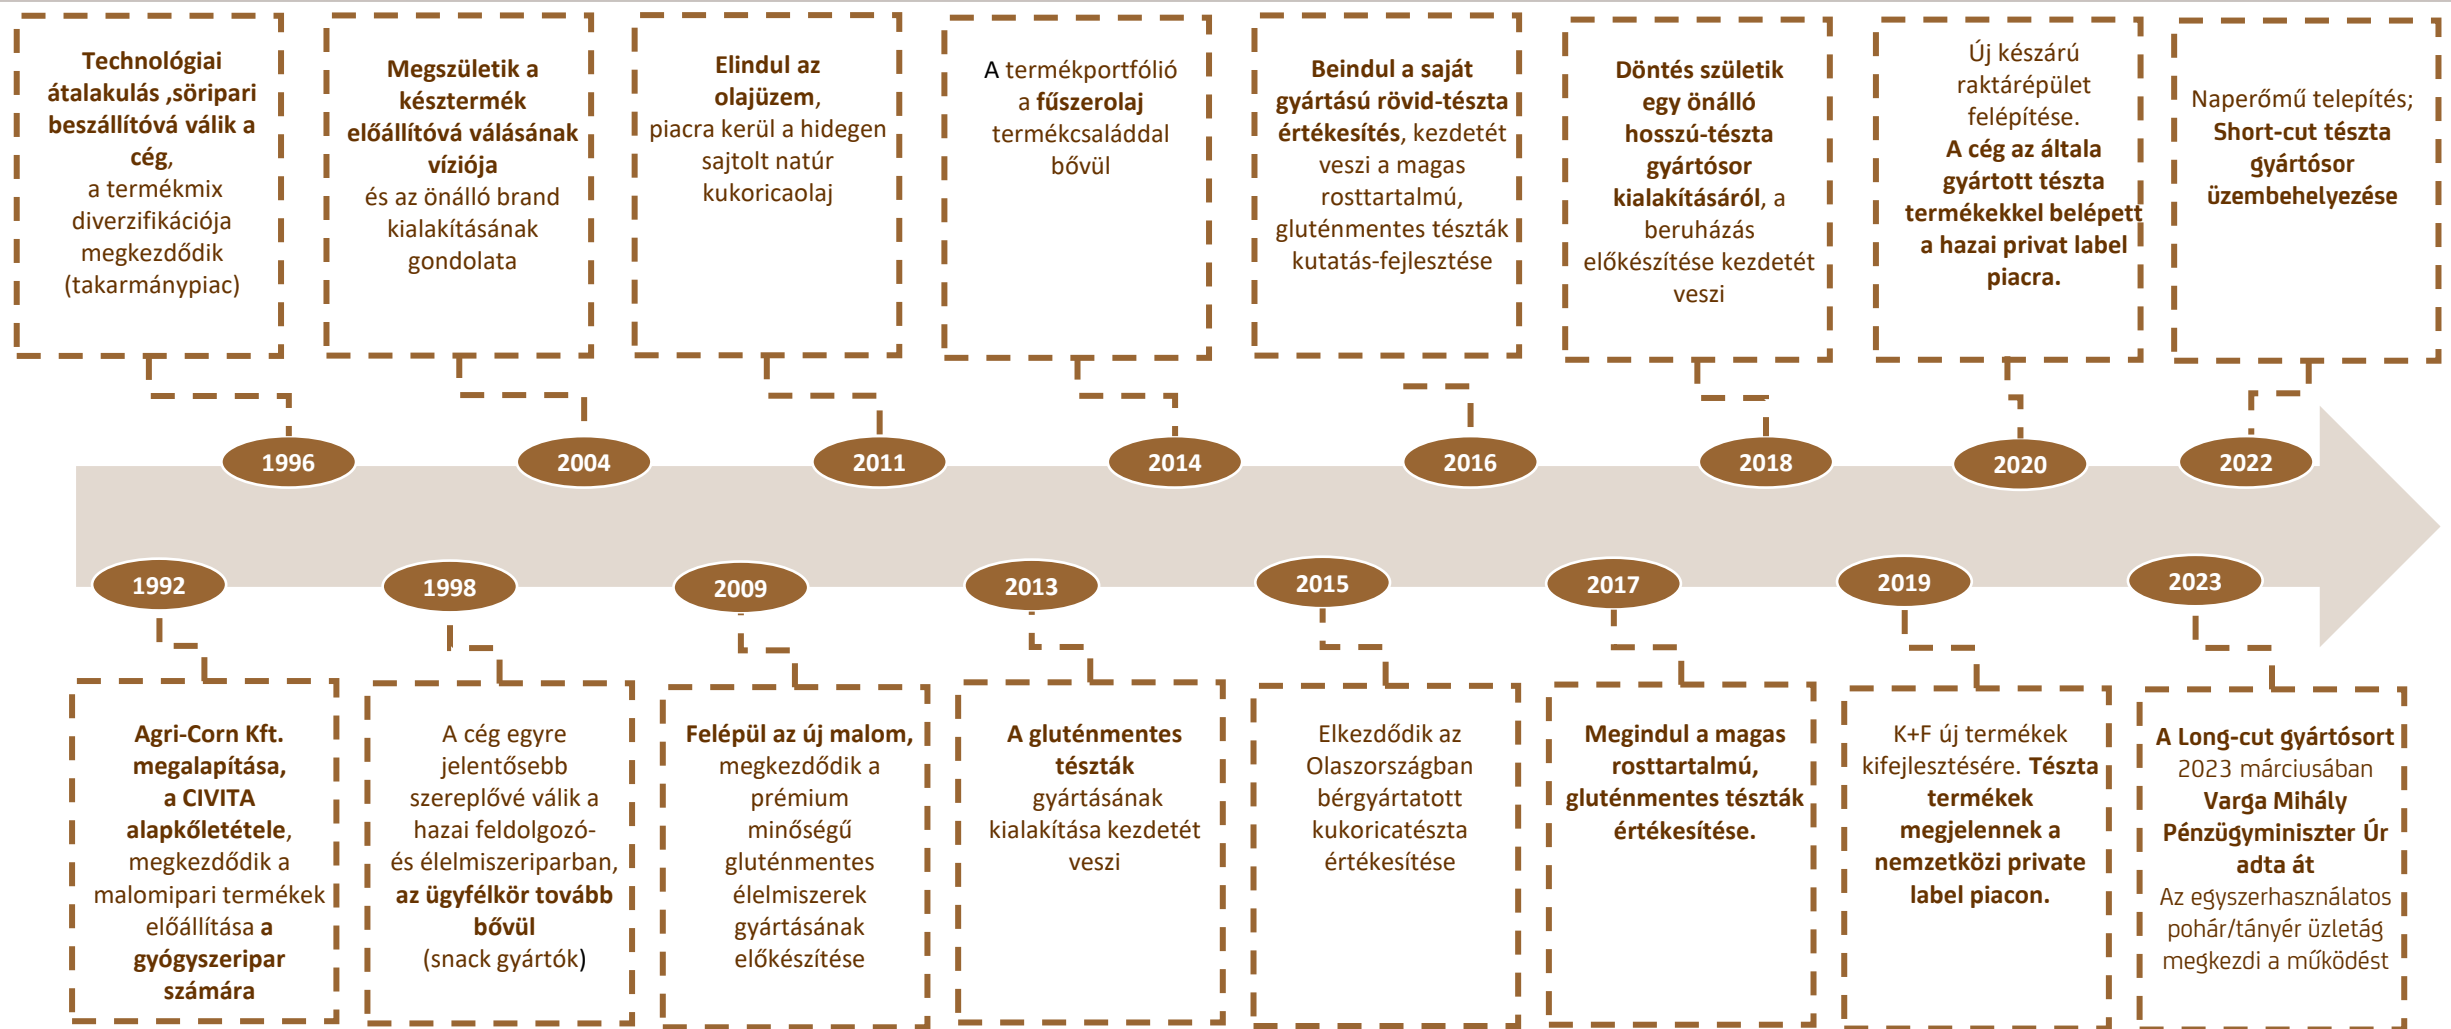 Technológiai
átalakulás ,söripari
beszállítóvá válik a
cég,
a termékmix
diverzifikációja
megkezdődik
(takarmánypiac)
Megszületik a
késztermék
előállítóvá válásának
víziója
és az önálló brand
kialakításának
gondolata
Elindul az
olajüzem,
piacra kerül a hidegen
sajtolt natúr
kukoricaolaj
A termékportfólió
a fűszerolaj
termékcsaláddal
bővül
Beindul a saját
gyártású rövid-tészta
értékesítés, kezdetét
veszi a magas
rosttartalmú,
gluténmentes tészták
kutatás-fejlesztése
Döntés születik
egy önálló
hosszú-tészta
gyártósor
kialakításáról, a
beruházás
előkészítése kezdetét
veszi
Új készárú
raktárépület
felépítése.
A cég az általa
gyártott tészta
termékekkel belépett
a hazai privat label
piacra.
Naperőmű telepítés;
Short-cut tészta
gyártósor
üzembehelyezése
1996
2004
2011
2014
2016
2018
2020
2022
1992
1998
2009
2013
2015
2017
2019
2023
Agri-Corn Kft.
megalapítása,
a CIVITA
alapkőletétele,
megkezdődik a
malomipari termékek
előállítása a
gyógyszeripar
számára
A cég egyre
jelentősebb
szereplővé válik a
hazai feldolgozó-
és élelmiszeriparban,
az ügyfélkör tovább
bővül
(snack gyártók)
Felépül az új malom,
megkezdődik a
prémium
minőségű
gluténmentes
élelmiszerek
gyártásának
előkészítése
A gluténmentes
tészták
gyártásának
kialakítása kezdetét
veszi
Elkezdődik az
Olaszországban
bérgyártatott
kukoricatészta
értékesítése
Megindul a magas
rosttartalmú,
gluténmentes tészták
értékesítése.
K+F új termékek
kifejlesztésére. Tészta
termékek
megjelennek a
nemzetközi private
label piacon.
A Long-cut gyártósort
2023 márciusában
Varga Mihály
Pénzügyminiszter Úr
adta át
Az egyszerhasználatos
pohár/tányér üzletág
megkezdi a működést